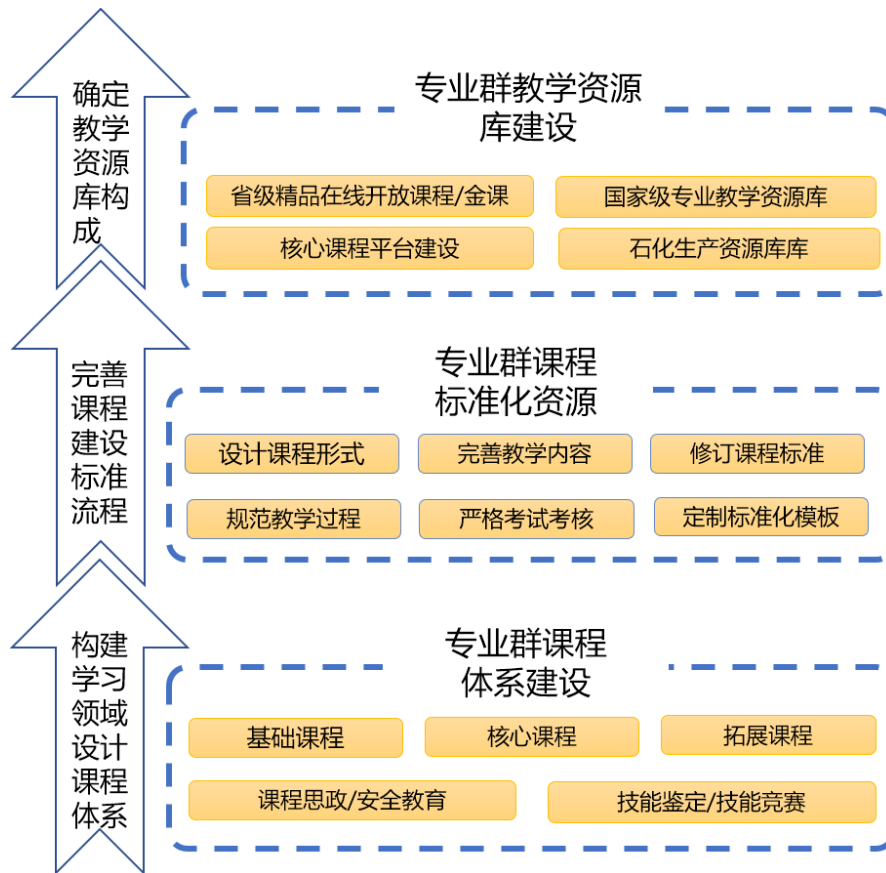 确定
教学
资源
库构
成
专业群教学资源
库建设
省级精品在线开放课程/金课
国家级专业教学资源库
核心课程平台建设
石化生产资源库库
完善
课程
建设
标准
流程
专业群课程
标准化资源
设计课程形式
完善教学内容
修订课程标准
规范教学过程
严格考试考核
定制标准化模板
构建
学习
领域
设计
课程
体系
专业群课程
体系建设
基础课程
核心课程
拓展课程
课程思政/安全教育
技能鉴定/技能竞赛